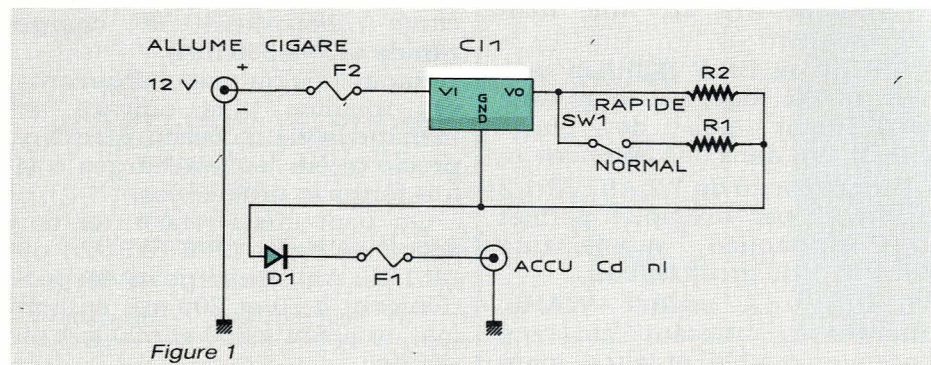 ALLUME CIGARE
CI1
+
12 V
F2
-
VI
GND
VO
RAPIDE
R2
SW1
R1
NORMAL
D1
F1
ACCU Cd nI
Figure 1